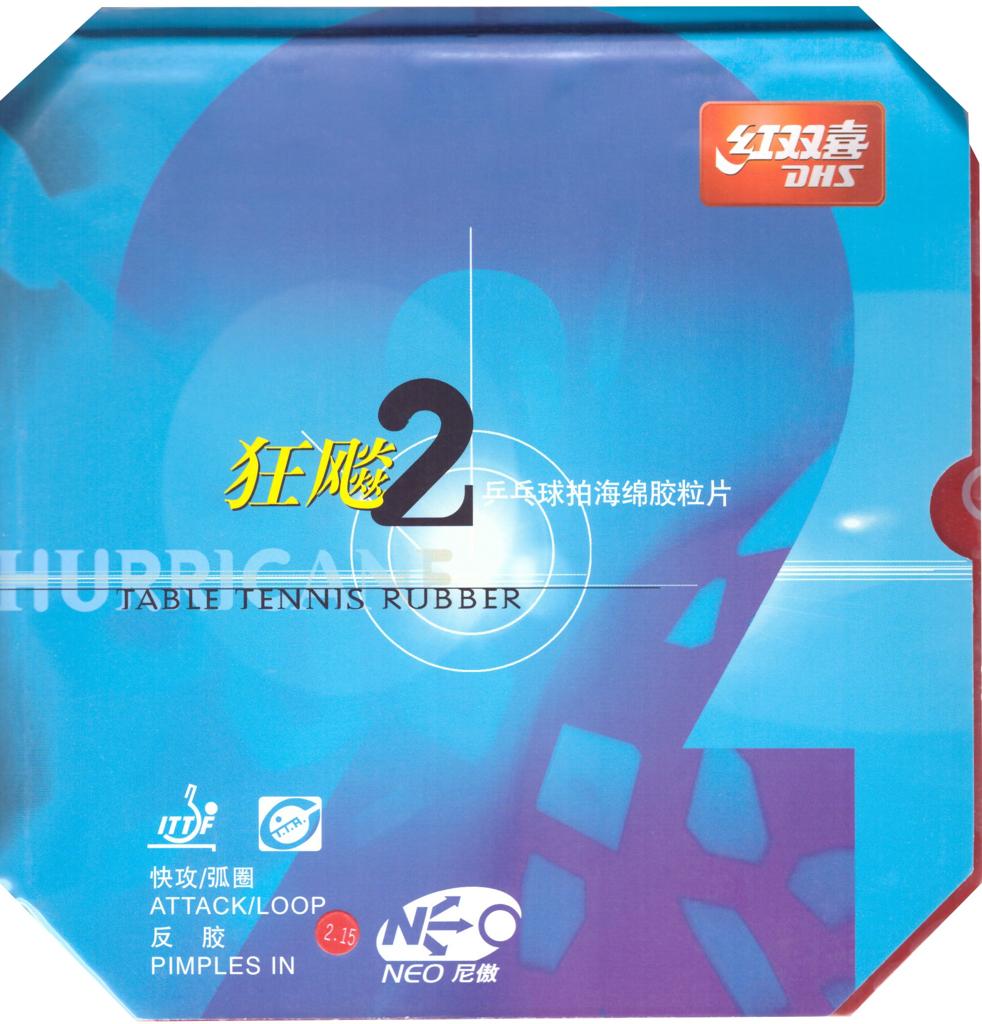 红双喜
DHS
狂飚2
乒乓球拍海绵胶粒片
HURRICANE
TABLE TENNIS RUBBER
ITTF
J.T.T.A.A.
快攻/弧圈
ATTACK/LOOP
反 胶
2.15
PIMPLES IN
NEO
NEO 尼傲